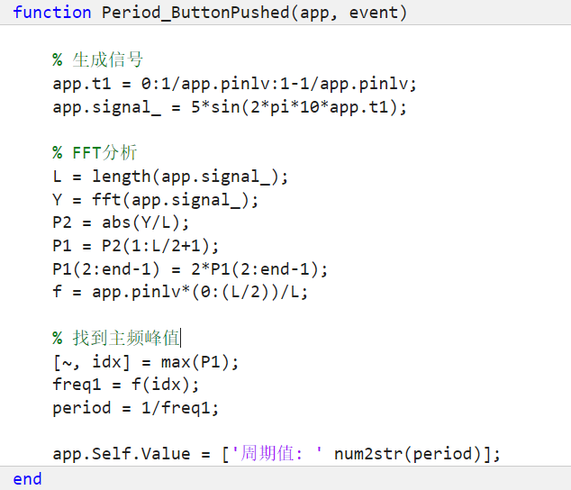 function Period_ButtonPushed(app, event)
% 生成信号
app.t1 = 0:1/app.pinlv:1-1/app.pinlv;
app.signal_ = 5*sin(2*pi*10*app.t1);
% FFT分析
L = length(app.signal_);
Y = fft(app.signal_);
P2 = abs(Y/L);
P1 = P2(1:L/2+1);
P1(2:end-1) = 2*P1(2:end-1);
f = app.pinlv*(0:(L/2))/L;
% 找到主频峰值
[~, idx] = max(P1);
freq1 = f(idx);
period = 1/freq1;
app.Self.Value = ['周期值: ' num2str(period)];
end